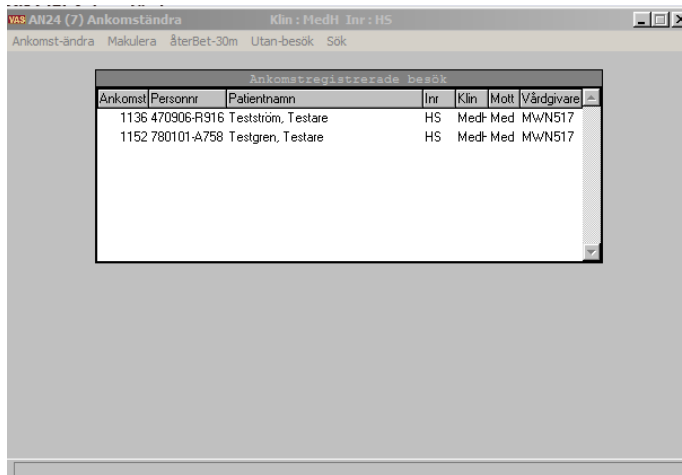 VAS AN24 (7) Ankomständra Klin : MedH Inr : HS
Ankomst-ändra Makulera återBet-30m Utan-besök Sök
Ankomstregistrerade besök
Ankomst Personnr Patientnamn Inr Klin Mott Vårdgivare
1136 470906-R916 Testström, Testare HS MedH Med MWN517
1152 780101-A758 Testgren, Testare HS MedH Med MWN517